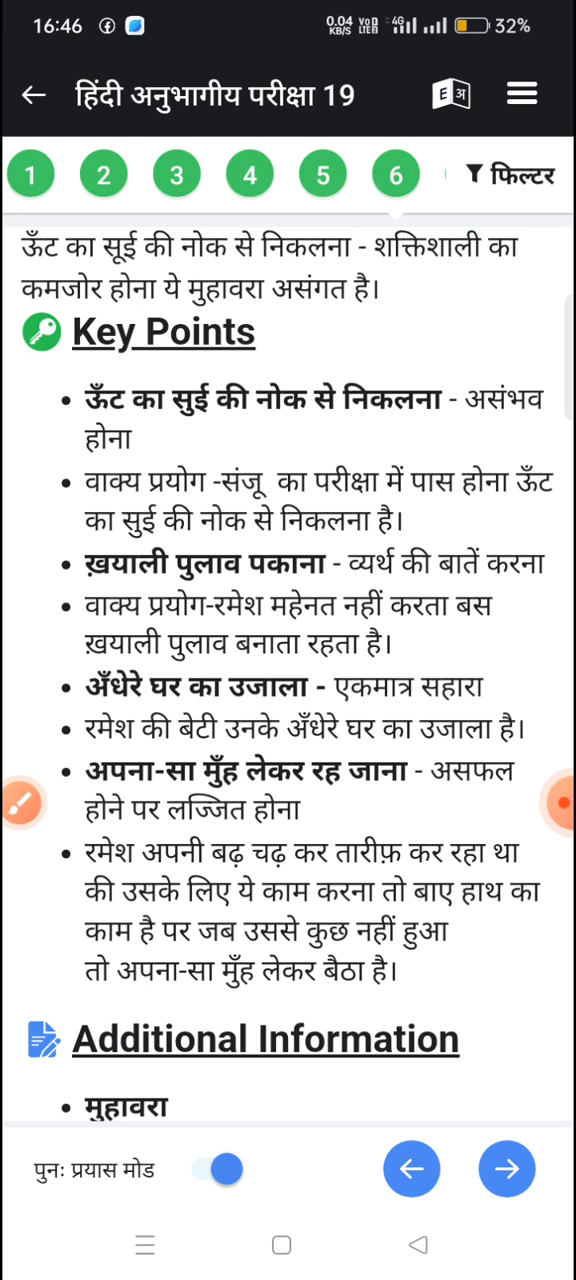 16:46 0.04 KB/S VoD LTED 4G 32%
हिंदी अनुभागीय परीक्षा 19 E अ
1 2 3 4 5 6 फिल्टर
ऊँट का सूई की नोक से निकलना - शक्तिशाली का
कमजोर होना ये मुहावरा असंगत है।
Key Points
• ऊँट का सुई की नोक से निकलना - असंभव
होना
• वाक्य प्रयोग -संजू का परीक्षा में पास होना ऊँट
का सुई की नोक से निकलना है।
• ख़याली पुलाव पकाना - व्यर्थ की बातें करना
• वाक्य प्रयोग-रमेश महेनत नहीं करता बस
ख़याली पुलाव बनाता रहता है।
• अँधेरे घर का उजाला - एकमात्र सहारा
• रमेश की बेटी उनके अँधेरे घर का उजाला है।
• अपना-सा मुँह लेकर रह जाना - असफल
होने पर लज्जित होना
• रमेश अपनी बढ़ चढ़ कर तारीफ़ कर रहा था
की उसके लिए ये काम करना तो बाए हाथ का
काम है पर जब उससे कुछ नहीं हुआ
तो अपना-सा मुँह लेकर बैठा है।
Additional Information
• मुहावरा
पुनः प्रयास मोड